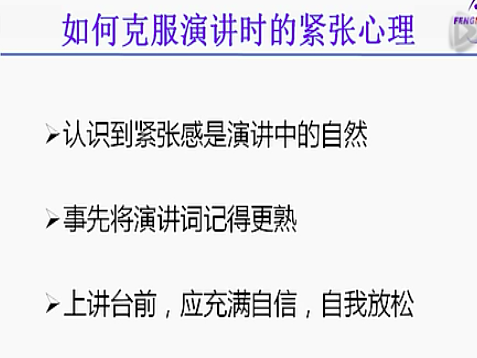 如何克服演讲时的紧张心理
认识到紧张感是演讲中的自然
事先将演讲词记得更熟
上讲台前，应充满自信，自我放松